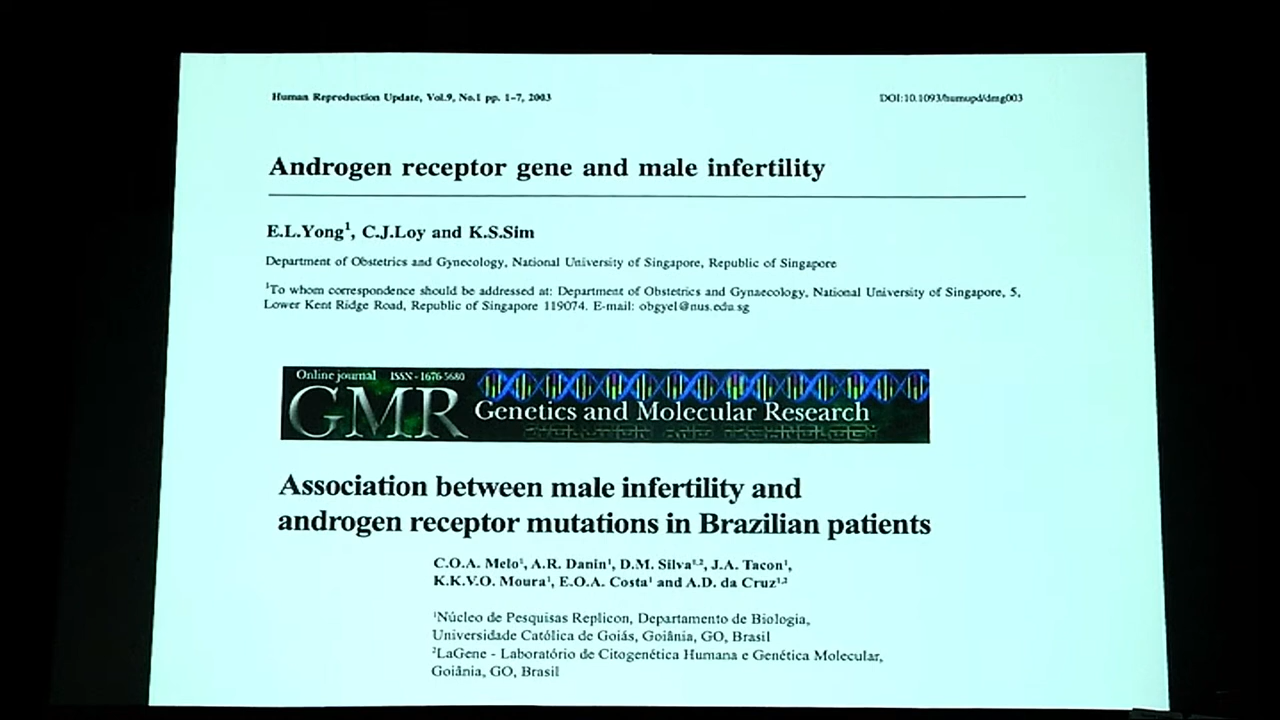 Human Reproduction Update, Vol.9, No.1 pp. 1–7, 2003
DOI:10.1093/humupd/dmg003
Androgen receptor gene and male infertility
E.L.Yong¹, C.J.Loy and K.S.Sim
Department of Obstetrics and Gynecology, National University of Singapore, Republic of Singapore
¹To whom correspondence should be addressed at: Department of Obstetrics and Gynaecology, National University of Singapore, 5,
Lower Kent Ridge Road, Republic of Singapore 119074. E-mail: obgyel@nus.edu.sg
Online journal ISSN - 1676-5680
GMR
Genetics and Molecular Research
EVOLUTION AND TECHNOLOGY
Association between male infertility and
androgen receptor mutations in Brazilian patients
C.O.A. Melo¹, A.R. Danin¹, D.M. Silva¹,², J.A. Tacon¹,
K.K.V.O. Moura¹, E.O.A. Costa¹ and A.D. da Cruz¹,²
¹Núcleo de Pesquisas Replicon, Departamento de Biologia,
Universidade Católica de Goiás, Goiânia, GO, Brasil
²LaGene - Laboratório de Citogenética Humana e Genética Molecular,
Goiânia, GO, Brasil